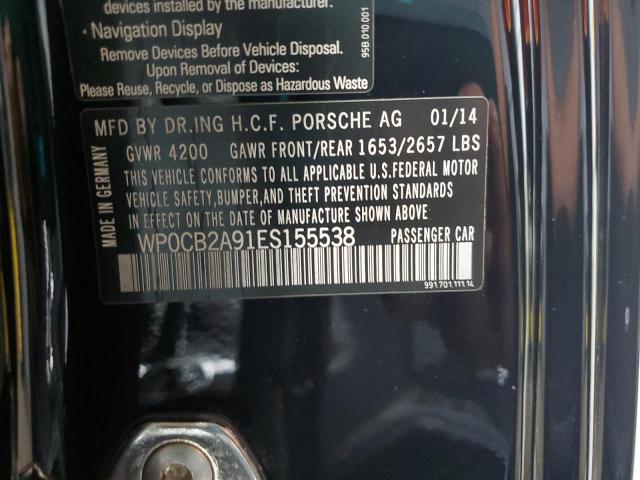 devices installed by the manufacturer.
• Navigation Display
Remove Devices Before Vehicle Disposal.
Upon Removal of Devices:
Please Reuse, Recycle, or Dispose as Hazardous Waste
95B.010.001
MFD BY DR.ING H.C.F. PORSCHE AG 01/14
GVWR 4200 GAWR FRONT/REAR 1653/2657 LBS
THIS VEHICLE CONFORMS TO ALL APPLICABLE U.S.FEDERAL MOTOR
VEHICLE SAFETY,BUMPER,AND THEFT PREVENTION STANDARDS
IN EFFECT ON THE DATE OF MANUFACTURE SHOWN ABOVE
WP0CB2A91ES155538 PASSENGER CAR
991.701.111.14
MADE IN GERMANY